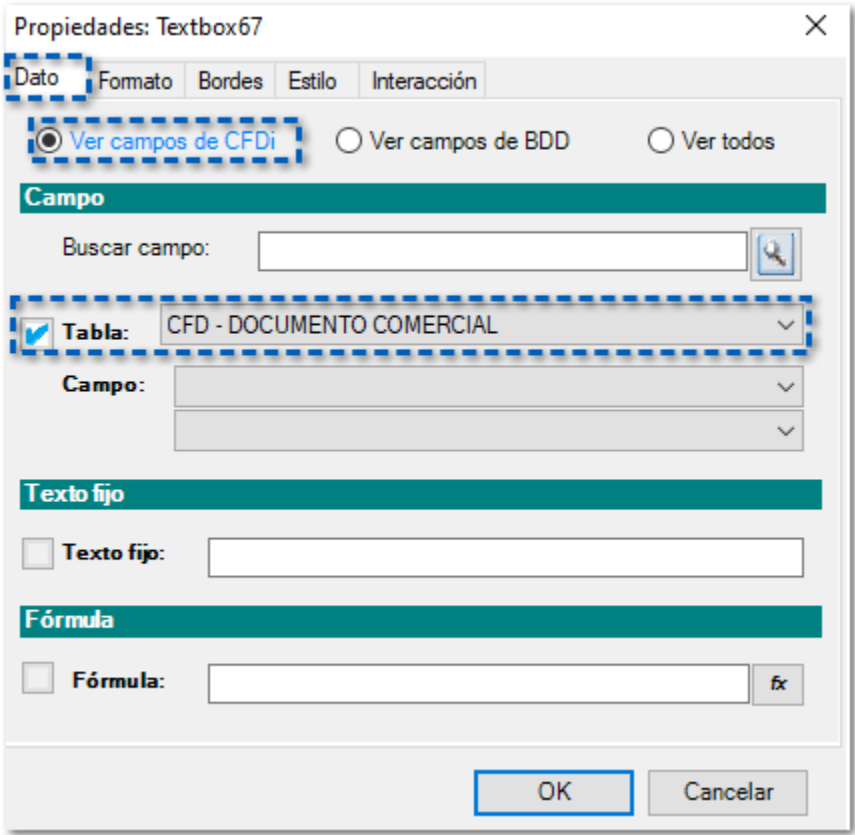 Propiedades: Textbox67
Dato Formato Bordes Estilo Interacción
Ver campos de CFDi Ver campos de BDD Ver todos
Campo
Buscar campo:
Tabla: CFD - DOCUMENTO COMERCIAL
Campo:
Texto fijo
Texto fijo:
Fórmula
Fórmula: fx
OK Cancelar